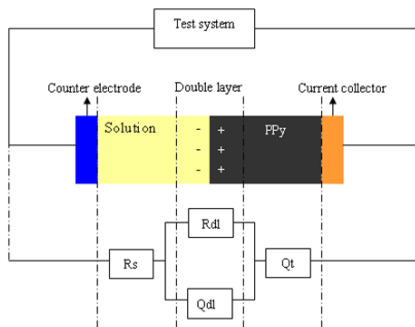 Test system
Counter electrode
Double layer
Current collector
Solution
- + PPy
- +
- +
Rdl
Rs
Qt
Qdl